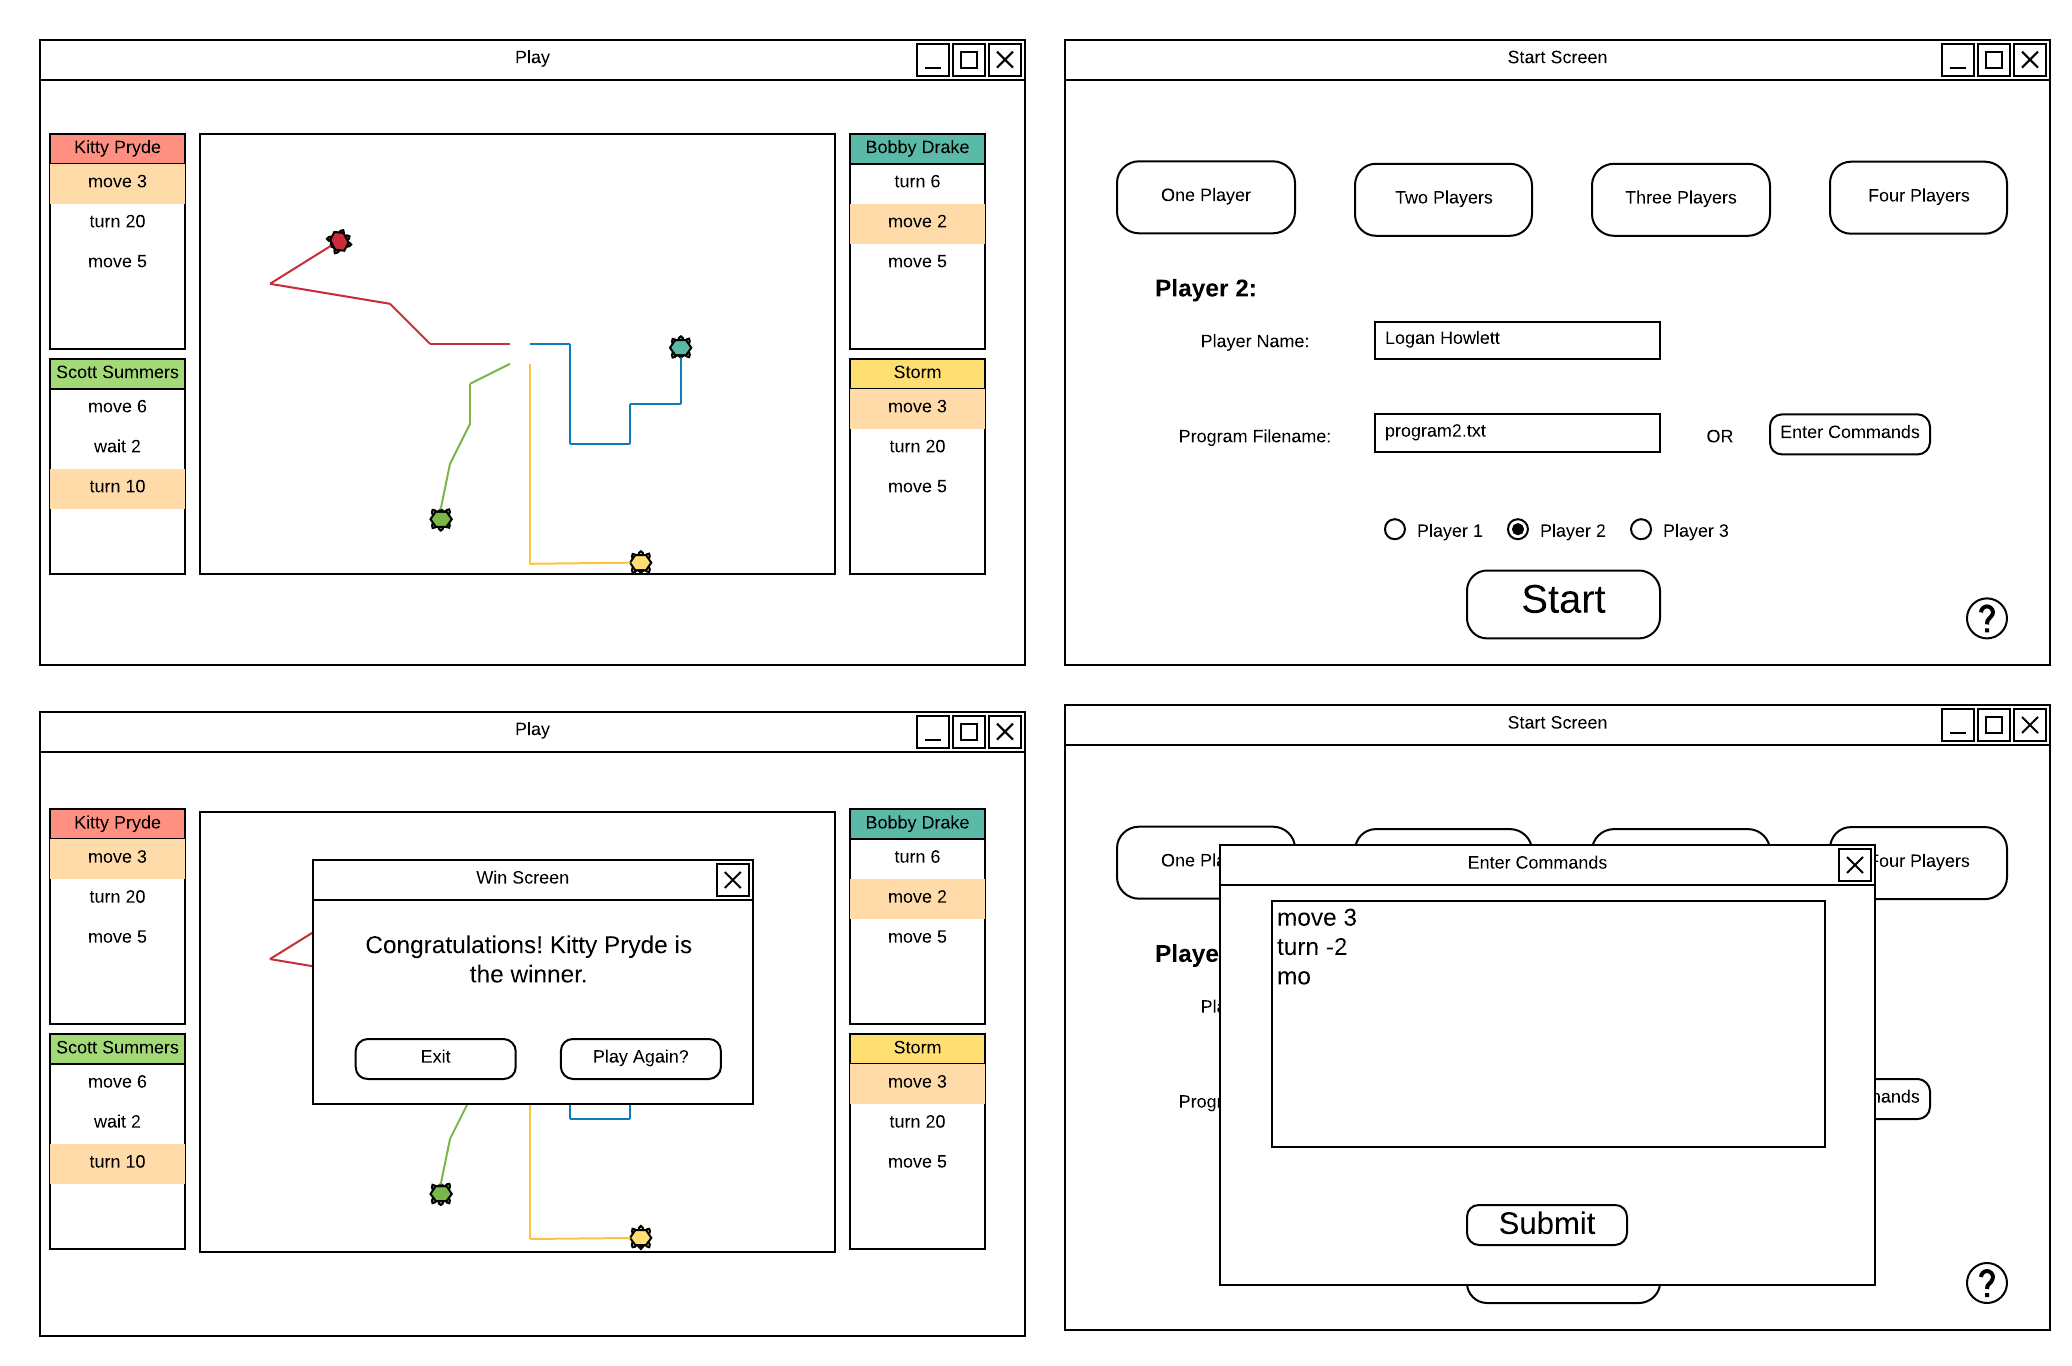 Play
Kitty Pryde
move 3
turn 20
move 5
Scott Summers
move 6
wait 2
turn 10
Bobby Drake
turn 6
move 2
move 5
Storm
move 3
turn 20
move 5
Start Screen
One Player
Two Players
Three Players
Four Players
Player 2:
Player Name:
Logan Howlett
Program Filename:
program2.txt
OR
Enter Commands
Player 1
Player 2
Player 3
Start
?
Play
Kitty Pryde
move 3
turn 20
move 5
Scott Summers
move 6
wait 2
turn 10
Win Screen
Congratulations! Kitty Pryde is
the winner.
Exit
Play Again?
Bobby Drake
turn 6
move 2
move 5
Storm
move 3
turn 20
move 5
Start Screen
One Pla
Four Players
Playe
Pla
Progr
mands
Enter Commands
move 3
turn -2
mo
Submit
?